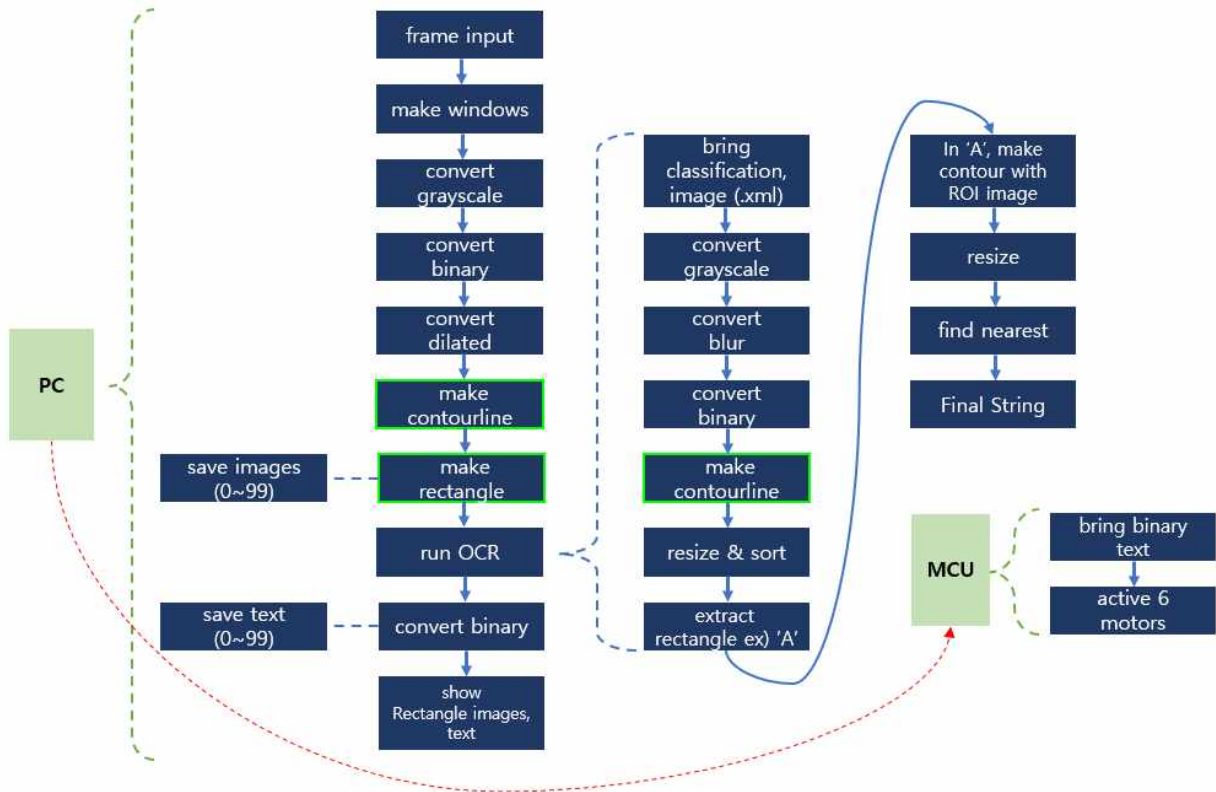 PC
frame input
make windows
convert
grayscale
convert
binary
convert
dilated
make
contourline
make
rectangle
save images
(0~99)
run OCR
convert binary
save text
(0~99)
show
Rectangle images,
text
bring
classification,
image (.xml)
convert
grayscale
convert
blur
convert
binary
make
contourline
resize & sort
extract
rectangle ex) 'A'
In 'A', make
contour with
ROI image
resize
find nearest
Final String
MCU
bring binary
text
active 6
motors